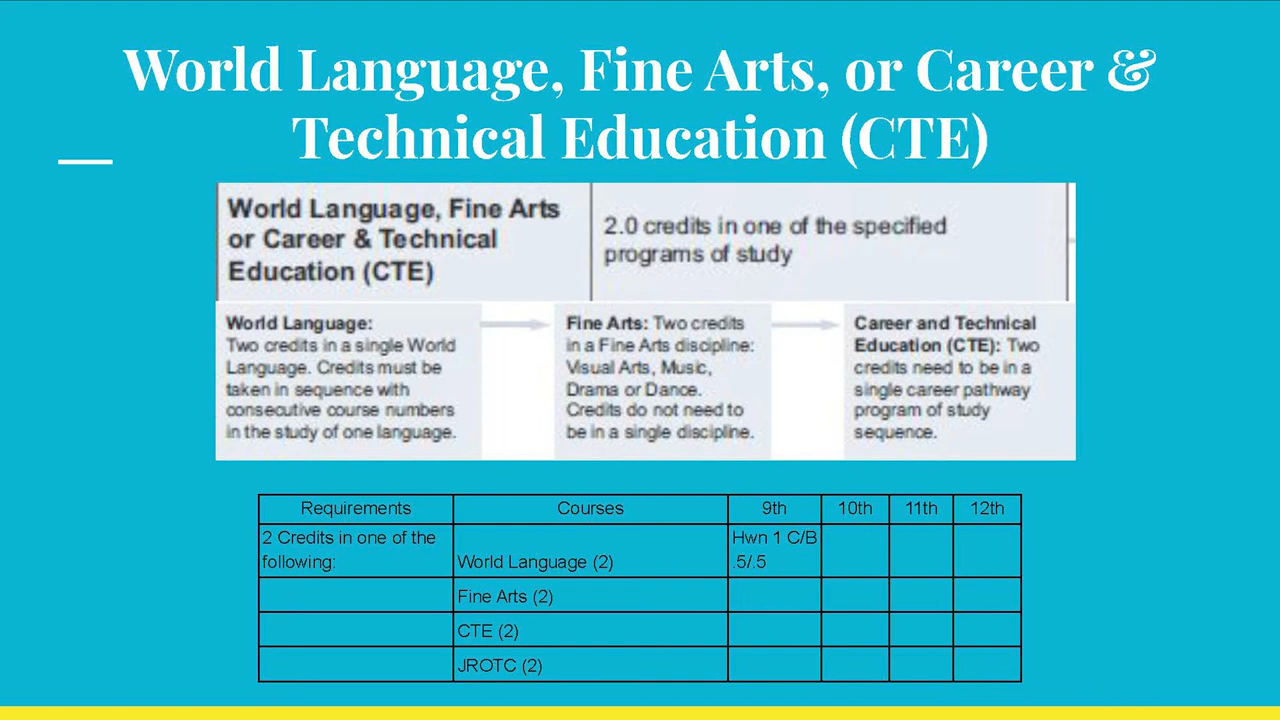 World Language, Fine Arts, or Career &
Technical Education (CTE)
World Language, Fine Arts
or Career & Technical
Education (CTE)
2.0 credits in one of the specified
programs of study
World Language:
Two credits in a single World
Language. Credits must be
taken in sequence with
consecutive course numbers
in the study of one language.
Fine Arts: Two credits
in a Fine Arts discipline:
Visual Arts, Music,
Drama or Dance.
Credits do not need to
be in a single discipline.
Career and Technical
Education (CTE): Two
credits need to be in a
single career pathway
program of study
sequence.
Requirements Courses 9th 10th 11th 12th
2 Credits in one of the
following:
World Language (2)
Hwn 1 C/B
.5/.5
Fine Arts (2)
CTE (2)
JROTC (2)